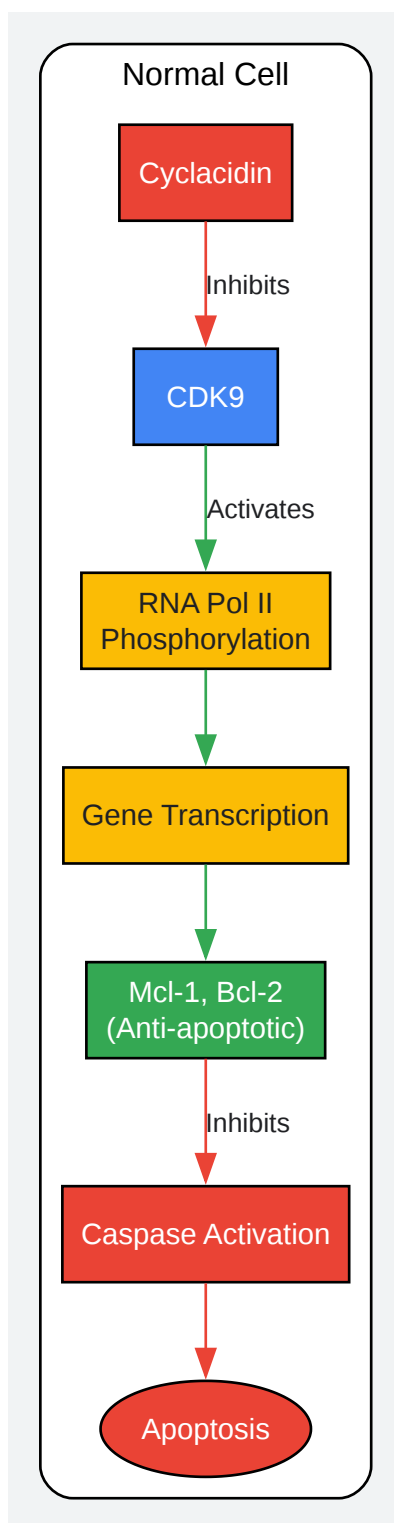 Normal Cell
Cyclacidin
Inhibits
CDK9
Activates
RNA Pol II
Phosphorylation
Gene Transcription
Mcl-1, Bcl-2
(Anti-apoptotic)
Inhibits
Caspase Activation
Apoptosis